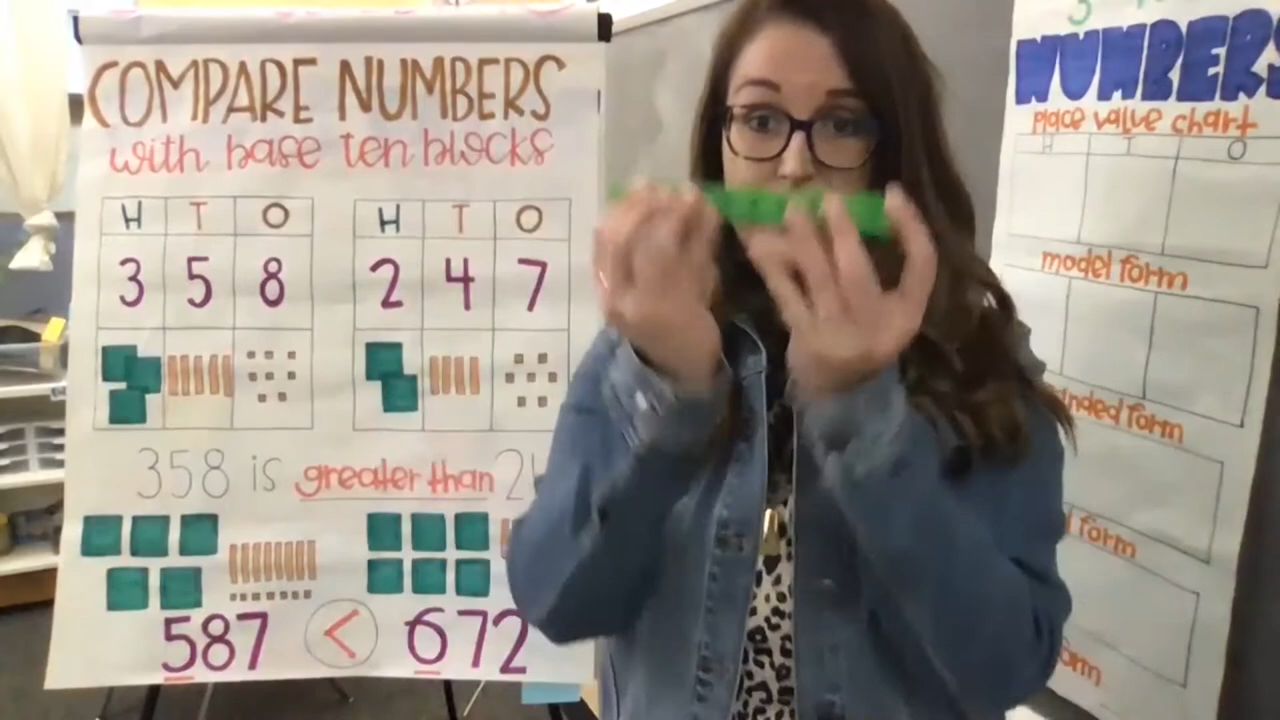 COMPARE NUMBERS
with base ten blocks
H T O
3 5 8
H T O
2 4 7
358 is greater than
587 < 672
NUMBERS
place value chart
H T O
model form
form
form